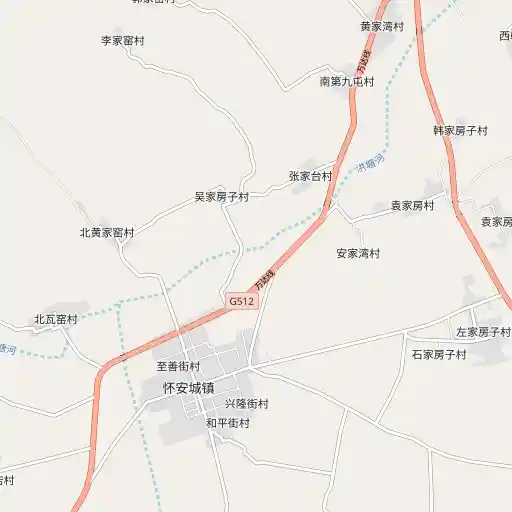 黄家湾村
李家窑村
万达线
南第九屯村
韩家房子村
洪塘河
张家台村
吴家房子村
袁家房村
北黄家窑村
安家湾村
万达线
G512
北瓦窑村
左家房子村
石家房子村
至善街村
怀安城镇
兴隆街村
和平街村